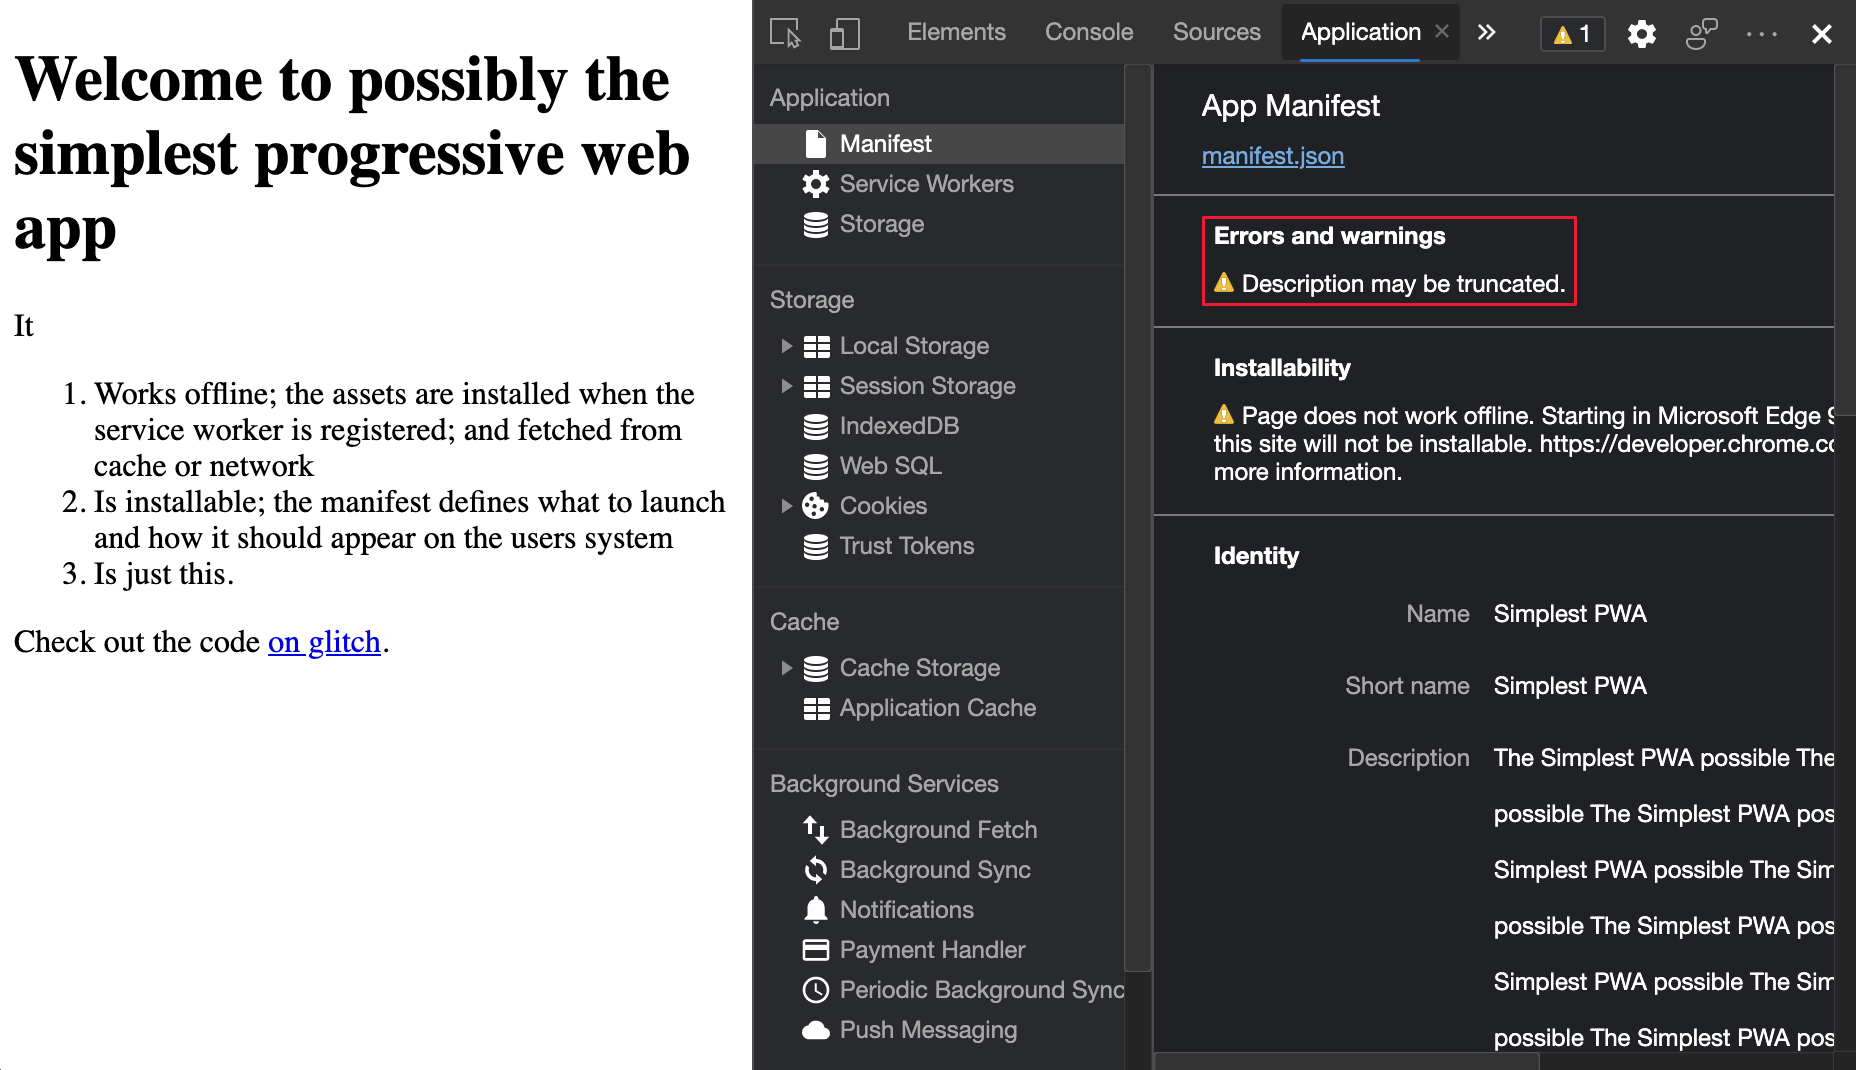 Welcome to possibly the
simplest progressive web
app
It
1. Works offline; the assets are installed when the
service worker is registered; and fetched from
cache or network
2. Is installable; the manifest defines what to launch
and how it should appear on the users system
3. Is just this.
Check out the code on glitch.
Elements Console Sources Application 1
Application
Manifest
Service Workers
Storage
Storage
Local Storage
Session Storage
IndexedDB
Web SQL
Cookies
Trust Tokens
Cache
Cache Storage
Application Cache
Background Services
Background Fetch
Background Sync
Notifications
Payment Handler
Periodic Background Sync
Push Messaging
App Manifest
manifest.json
Errors and warnings
Description may be truncated.
Installability
Page does not work offline. Starting in Microsoft Edge
this site will not be installable. https://developer.chrome.co
more information.
Identity
Name Simplest PWA
Short name Simplest PWA
Description The Simplest PWA possible The
possible The Simplest PWA pos
Simplest PWA possible The Sim
possible The Simplest PWA pos
Simplest PWA possible The Sim
possible The Simplest PWA pos